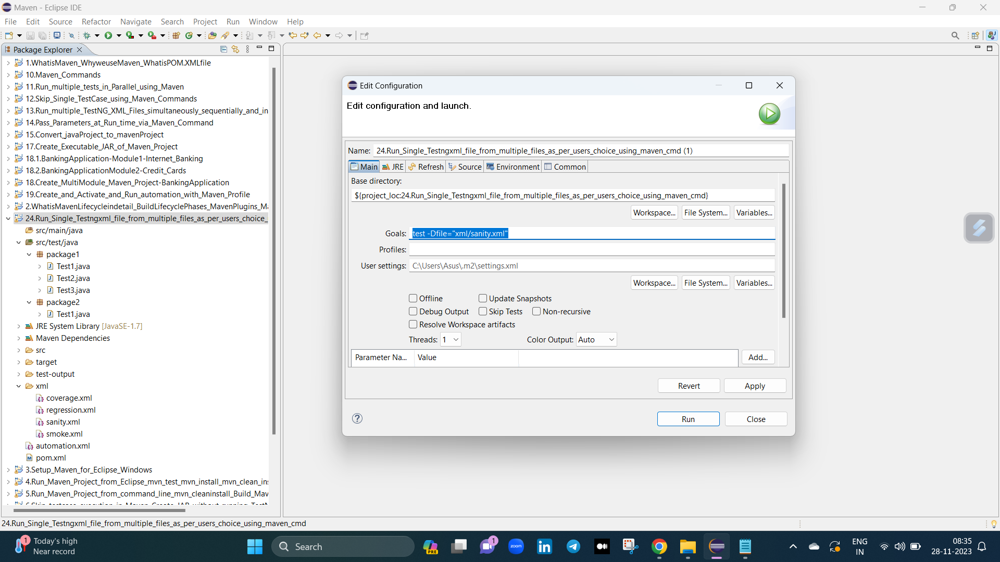 Maven - Eclipse IDE
File Edit Source Refactor Navigate Search Project Run Window Help
Package Explorer
1.WhatisMaven_WhyweuseMaven_WhatisPOM.XMLfile
10.Maven_Commands
11.Run_multiple_tests_in_Parallel_using_Maven
12.Skip_Single_TestCase_using_Maven_Commands
13.Run_multiple_TestNG_XML_Files_simultaneously_sequentially_and_in
14.Pass_Parameters_at_Run_time_via_Maven_Command
15.Convert_javaProject_to_mavenProject
17.Create_Executable_JAR_of_Maven_Project
18.1.BankingApplication-Module1-Internet_Banking
18.2.BankingApplicationModule2-Credit_Cards
18.Create_MultiModule_Maven_Project-BankingApplication
19.Create_and_Activate_and_Run_automation_with_Maven_Profile
2.WhatisMavenLifecycleindetail_BuildLifecyclePhases_MavenPlugins_M
24.Run_Single_Testngxml_file_from_multiple_files_as_per_users_choice_
src/main/java
src/test/java
package1
Test1.java
Test2.java
Test3.java
package2
Test1.java
JRE System Library [JavaSE-1.7]
Maven Dependencies
src
target
test-output
xml
coverage.xml
regression.xml
sanity.xml
smoke.xml
automation.xml
pom.xml
3.Setup_Maven_for_Eclipse_Windows
4.Run_Maven_Project_from_Eclipse_mvn_test_mvn_install_mvn_clean_in
5.Run_Maven_Project_from_command_line_mvn_cleaninstall_Build_Mav
Edit Configuration
Edit configuration and launch.
Name: 24.Run_Single_Testngxml_file_from_multiple_files_as_per_users_choice_using_maven_cmd (1)
Main JRE Refresh Source Environment Common
Base directory:
${project_loc:24.Run_Single_Testngxml_file_from_multiple_files_as_per_users_choice_using_maven_cmd}
Workspace... File System... Variables...
Goals: test -Dfile="xml/sanity.xml"
Profiles:
User settings: C:\Users\Asus\.m2\settings.xml
Workspace... File System... Variables...
Offline Update Snapshots
Debug Output Skip Tests Non-recursive
Resolve Workspace artifacts
Threads: 1 Color Output: Auto
Parameter Na... Value Add...
Revert Apply
? Run Close
24.Run_Single_Testngxml_file_from_multiple_files_as_per_users_choice_using_maven_cmd
1 Today's high
Near record
Search
PRE
1
zoom
in
ENG
IN
08:35
28-11-2023